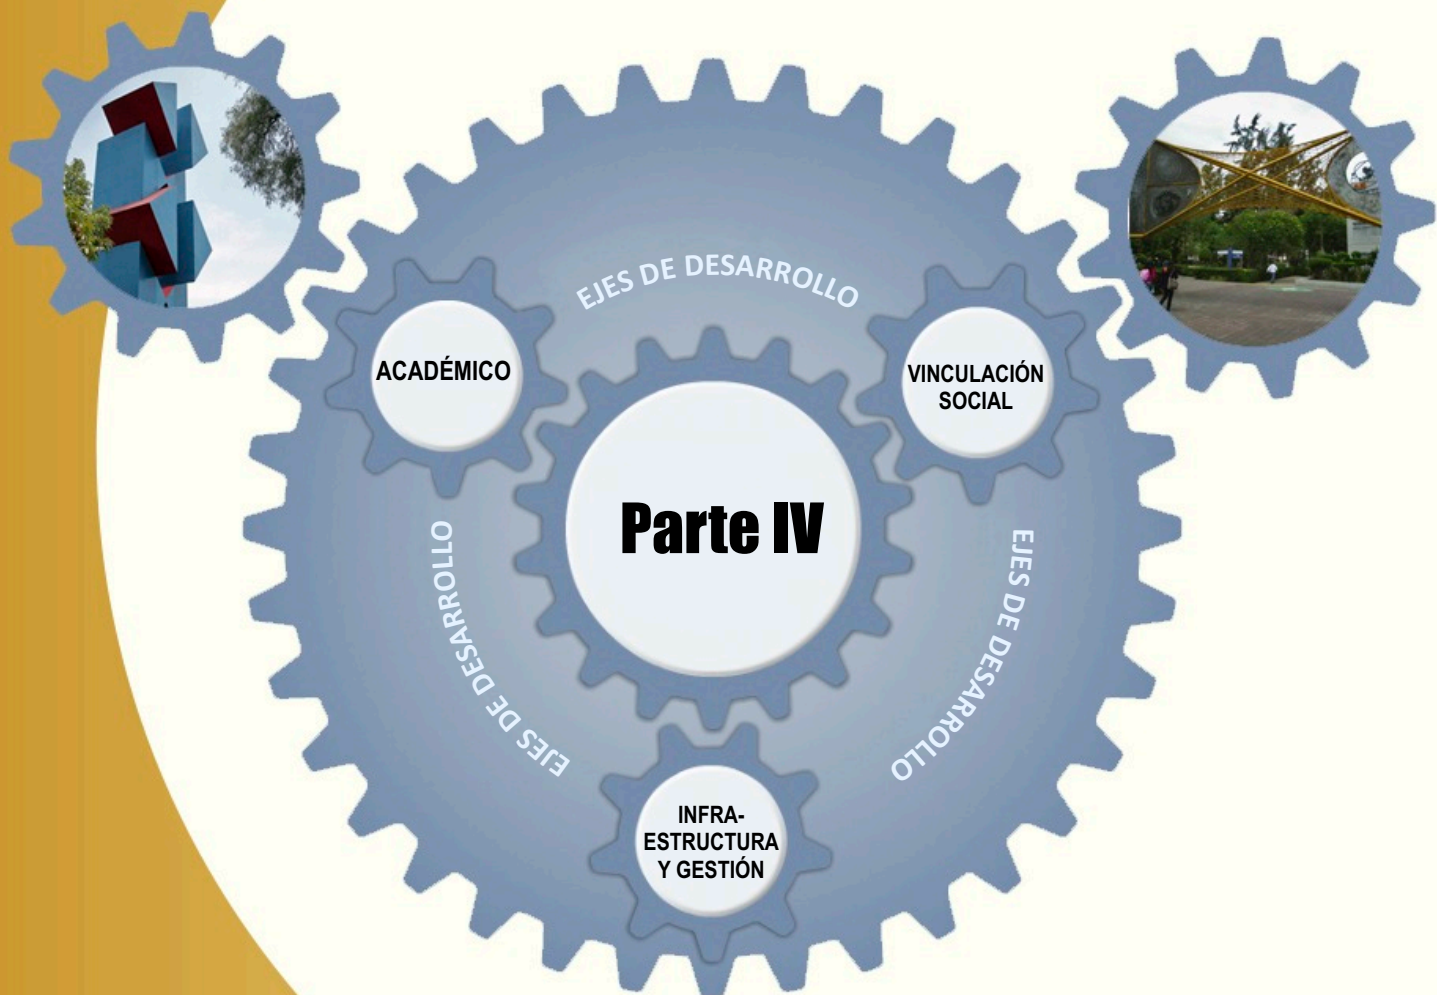 EJES DE DESARROLLO
ACADÉMICO
VINCULACIÓN
SOCIAL
Parte IV
EJES DE DESARROLLO
EJES DE DESARROLLO
INFRA-
ESTRUCTURA
Y GESTIÓN